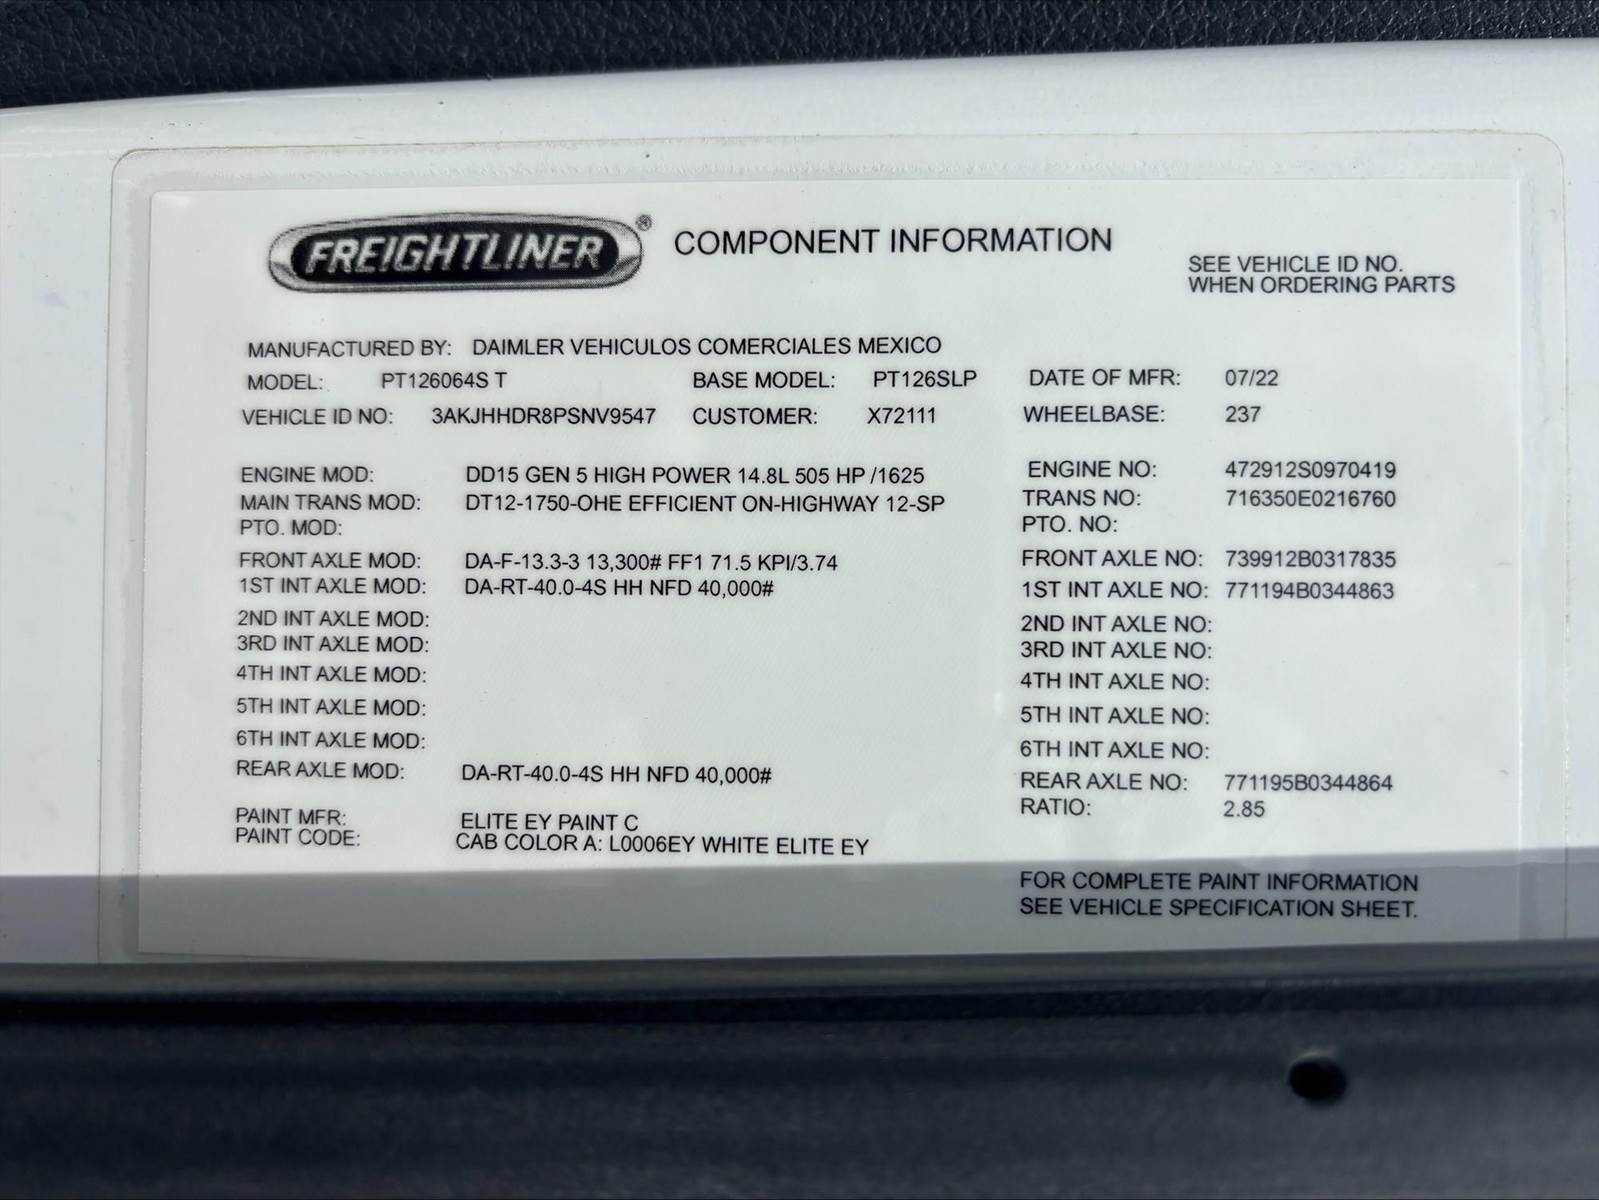 FREIGHTLINER® COMPONENT INFORMATION
SEE VEHICLE ID NO.
WHEN ORDERING PARTS
MANUFACTURED BY: DAIMLER VEHICULOS COMERCIALES MEXICO
MODEL: PT126064S T BASE MODEL: PT126SLP DATE OF MFR: 07/22
VEHICLE ID NO: 3AKJHHDR8PSNV9547 CUSTOMER: X72111 WHEELBASE: 237
ENGINE MOD: DD15 GEN 5 HIGH POWER 14.8L 505 HP /1625 ENGINE NO: 472912S0970419
MAIN TRANS MOD: DT12-1750-OHE EFFICIENT ON-HIGHWAY 12-SP TRANS NO: 716350E0216760
PTO. MOD: PTO. NO:
FRONT AXLE MOD: DA-F-13.3-3 13,300# FF1 71.5 KPI/3.74 FRONT AXLE NO: 739912B0317835
1ST INT AXLE MOD: DA-RT-40.0-4S HH NFD 40,000# 1ST INT AXLE NO: 771194B0344863
2ND INT AXLE MOD: 2ND INT AXLE NO:
3RD INT AXLE MOD: 3RD INT AXLE NO:
4TH INT AXLE MOD: 4TH INT AXLE NO:
5TH INT AXLE MOD: 5TH INT AXLE NO:
6TH INT AXLE MOD: 6TH INT AXLE NO:
REAR AXLE MOD: DA-RT-40.0-4S HH NFD 40,000# REAR AXLE NO: 771195B0344864
RATIO: 2.85
PAINT MFR: ELITE EY PAINT C
PAINT CODE: CAB COLOR A: L0006EY WHITE ELITE EY
FOR COMPLETE PAINT INFORMATION
SEE VEHICLE SPECIFICATION SHEET.